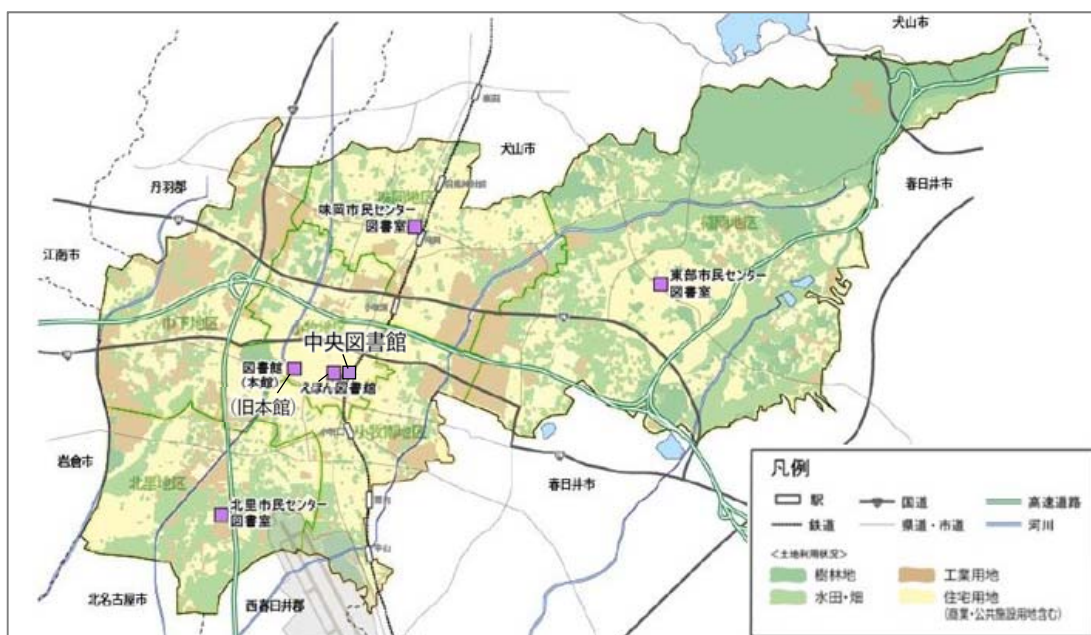 犬山市
犬山市
丹羽郡
春日井市
味岡市民センター
図書室
江南市
東部市民センター
図書室
中央図書館
図書館
(本館)
えほん図書館
(旧本館)
岩倉市
北里地区
春日井市
北里市民センター
図書室
北名古屋市
西春日井郡
凡例
駅
国道
高速道路
鉄道
県道・市道
河川
<土地利用状況>
樹林地
工業用地
水田・畑
住宅用地
(商業・公共施設用地含む)